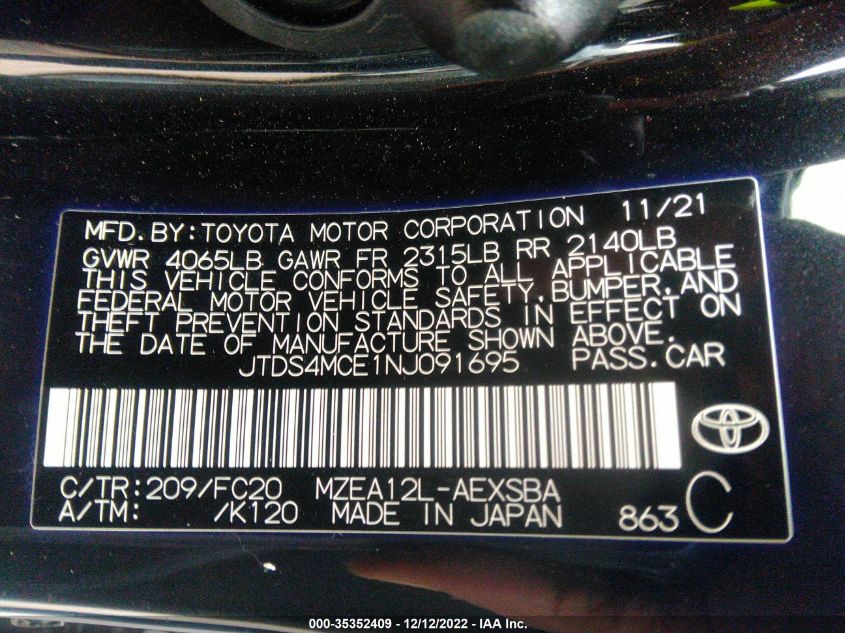 MFD.BY:TOYOTA MOTOR CORPORATION 11/21
GVWR 4065LB GAWR FR 2315LB RR 2140LB
THIS VEHICLE CONFORMS TO ALL APPLICABLE
FEDERAL MOTOR VEHICLE SAFETY,BUMPER,AND
THEFT PREVENTION STANDARDS IN EFFECT ON
THE DATE OF MANUFACTURE SHOWN ABOVE.
JTDS4MCE1NJ091695 PASS.CAR
C/TR:209/FC20 MZEA12L-AEXSBA
A/TM: /K120 MADE IN JAPAN 863 C
000-35352409 - 12/12/2022 - IAA Inc.